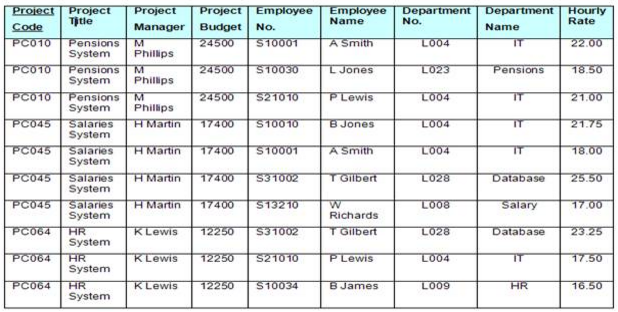 Project Code Project Title Project Manager Project Budget Employee No. Employee Name Department No. Department Name Hourly Rate
PC010 Pensions System M Phillips 24500 S10001 A Smith L004 IT 22.00
PC010 Pensions System M Phillips 24500 S10030 L Jones L023 Pensions 18.50
PC010 Pensions System M Phillips 24500 S21010 P Lewis L004 IT 21.00
PC045 Salaries System H Martin 17400 S10010 B Jones L004 IT 21.75
PC045 Salaries System H Martin 17400 S10001 A Smith L004 IT 18.00
PC045 Salaries System H Martin 17400 S31002 T Gilbert L028 Database 25.50
PC045 Salaries System H Martin 17400 S13210 W Richards L008 Salary 17.00
PC064 HR System K Lewis 12250 S31002 T Gilbert L028 Database 23.25
PC064 HR System K Lewis 12250 S21010 P Lewis L004 IT 17.50
PC064 HR System K Lewis 12250 S10034 B James L009 HR 16.50